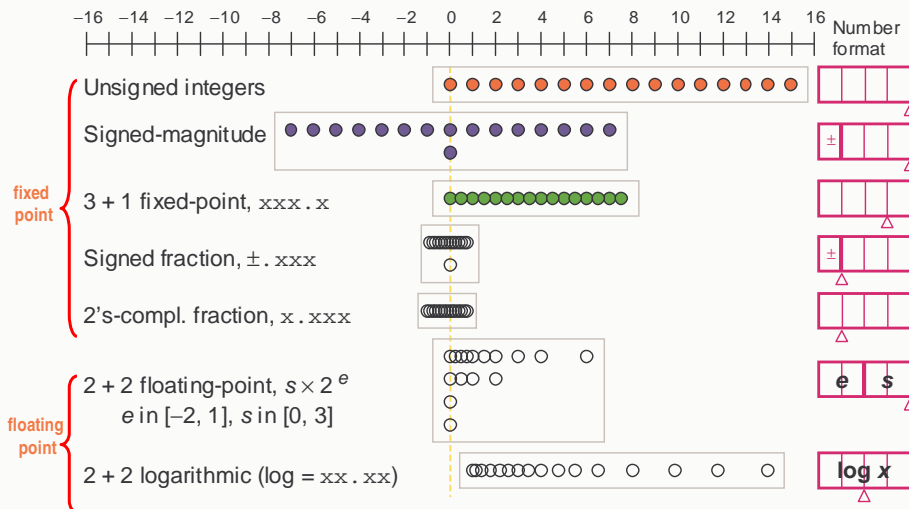 −16 −14 −12 −10 −8 −6 −4 −2 0 2 4 6 8 10 12 14 16
Number
format
Unsigned integers
Signed-magnitude
±
fixed
point
3 + 1 fixed-point, xxx.x
Signed fraction, ±.xxx
±
2's-compl. fraction, x.xxx
2 + 2 floating-point, s × 2 e
e in [−2, 1], s in [0, 3]
e s
floating
point
2 + 2 logarithmic (log = xx.xx)
log x